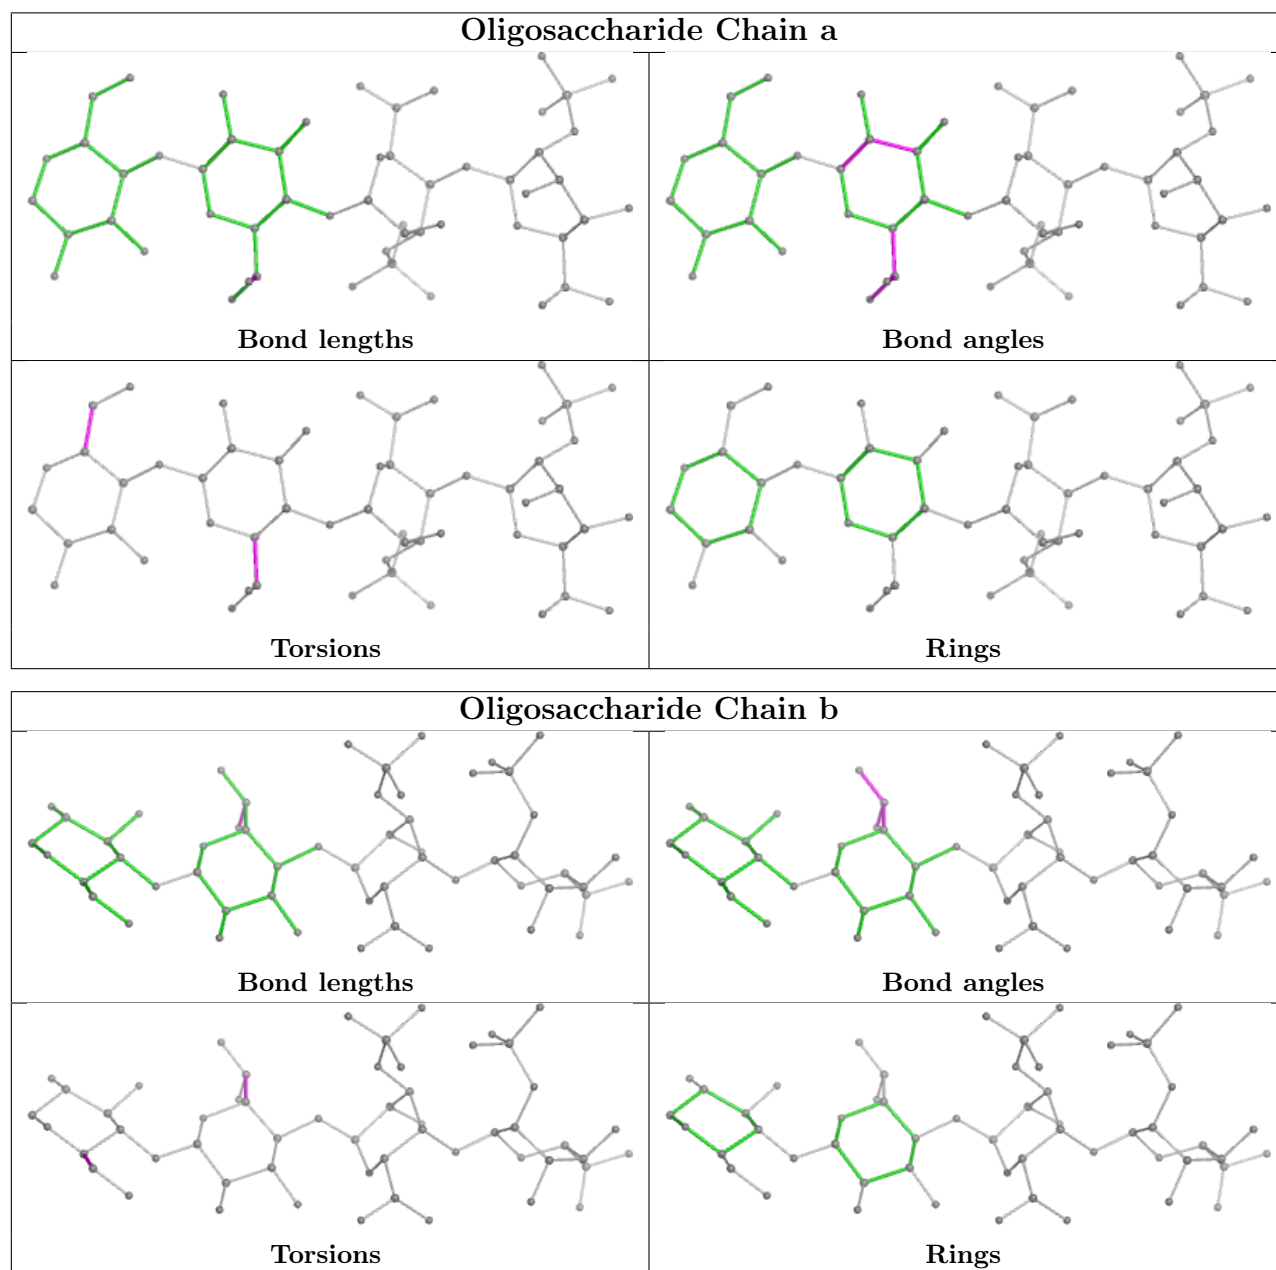 Oligosaccharide Chain a
Bond lengths
Bond angles
Torsions
Rings
Oligosaccharide Chain b
Bond lengths
Bond angles
Torsions
Rings